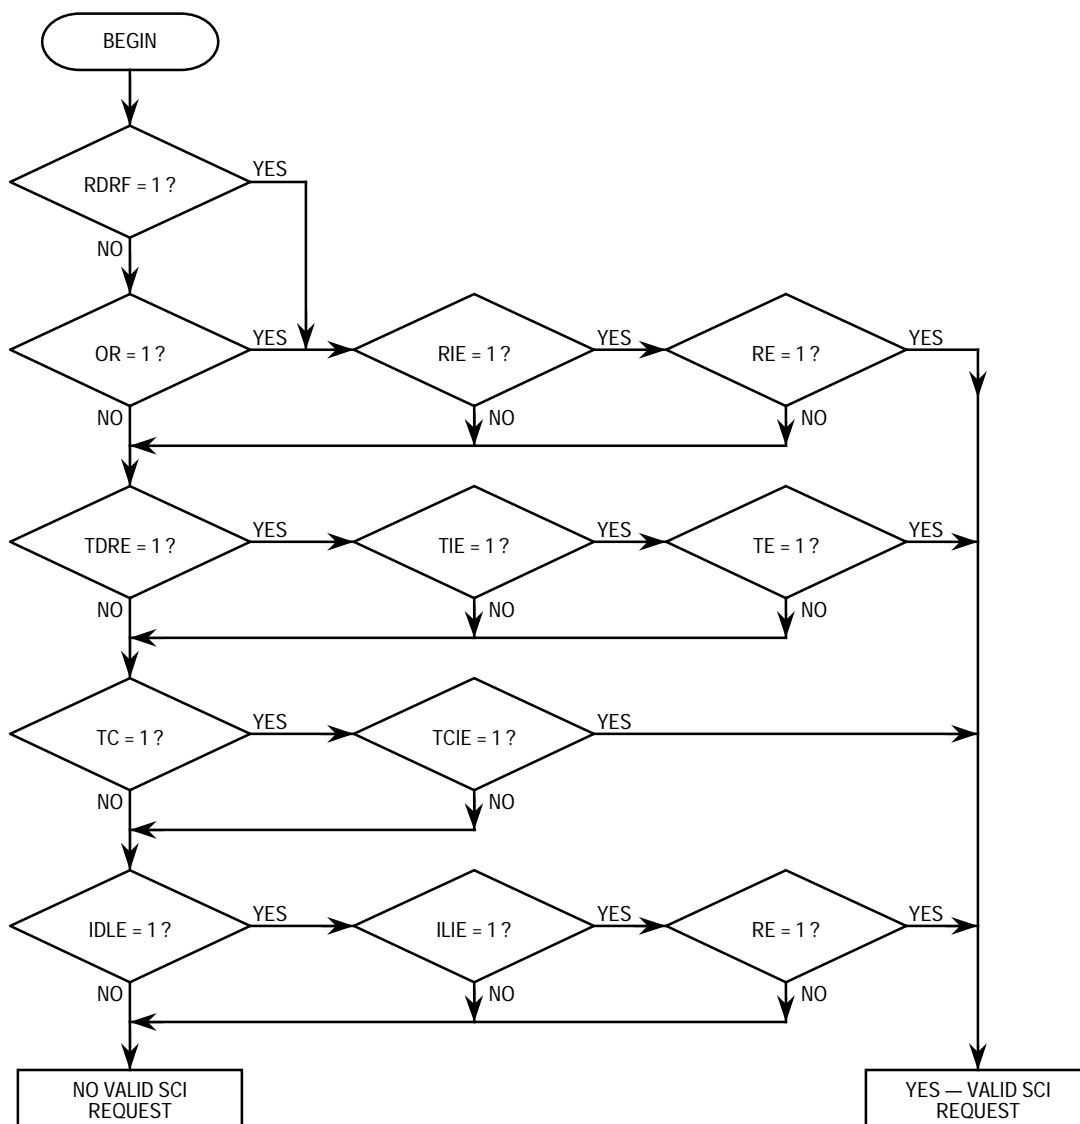 BEGIN
RDRF = 1 ?
YES
NO
OR = 1 ?
YES
RIE = 1 ?
YES
RE = 1 ?
YES
NO
NO
NO
TDRE = 1 ?
YES
TIE = 1 ?
YES
TE = 1 ?
YES
NO
NO
NO
TC = 1 ?
YES
TCIE = 1 ?
YES
NO
NO
IDLE = 1 ?
YES
ILIE = 1 ?
YES
RE = 1 ?
YES
NO
NO
NO
NO VALID SCI
REQUEST
YES — VALID SCI
REQUEST